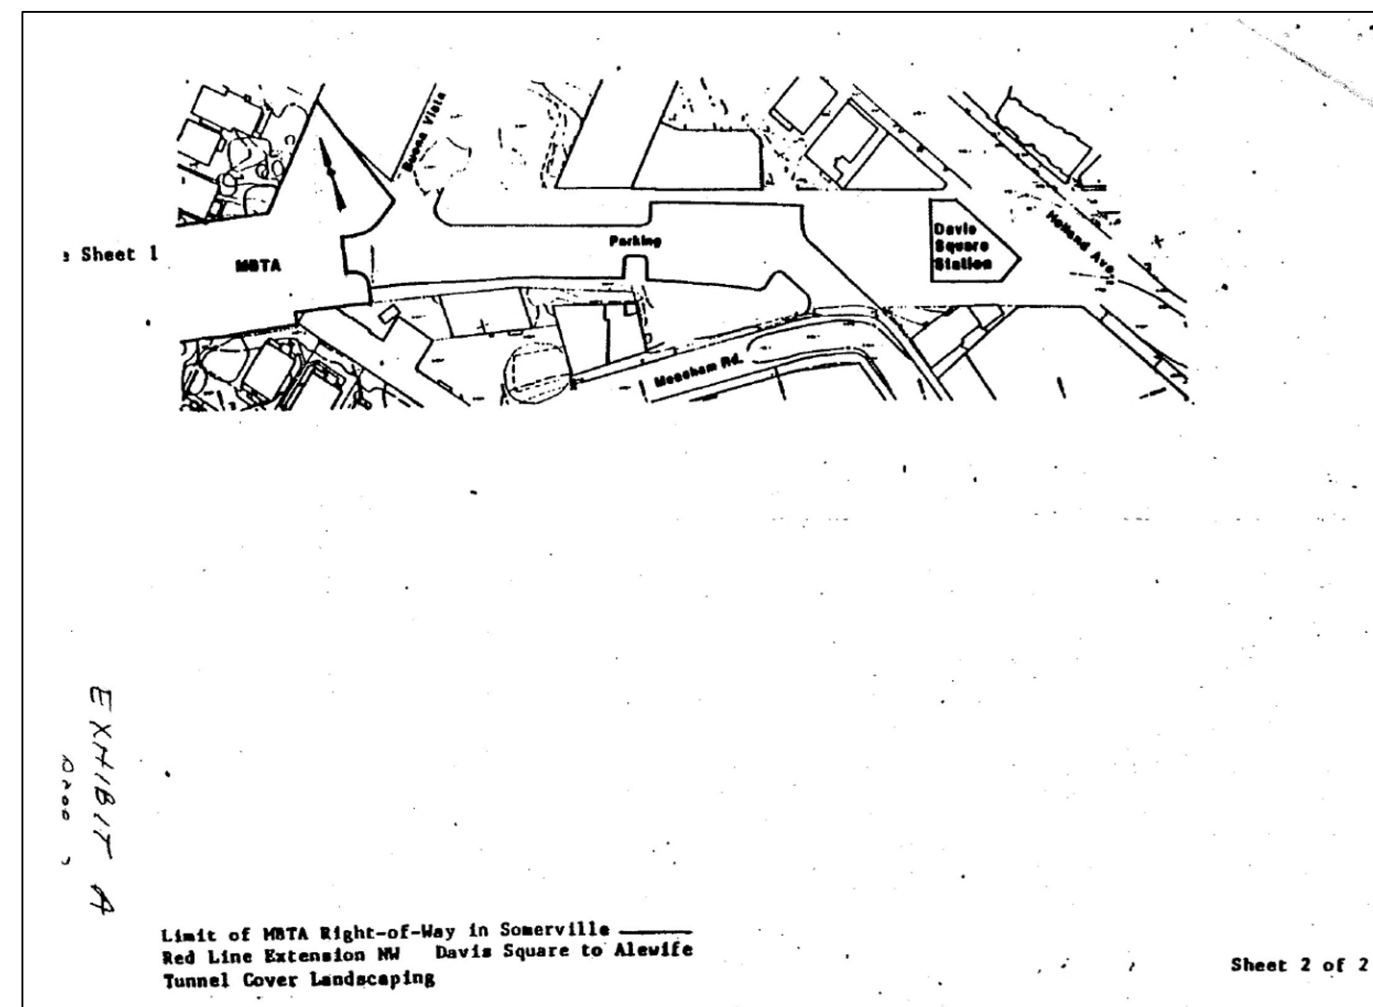 Buena Vista
Sheet 1
MBTA
Parking
Davis
Square
Station
Holland Ave.
Meacham Rd.
EXHIBIT A
Limit of MBTA Right-of-Way in Somerville
Red Line Extension NW Davis Square to Alewife
Tunnel Cover Landscaping
Sheet 2 of 2